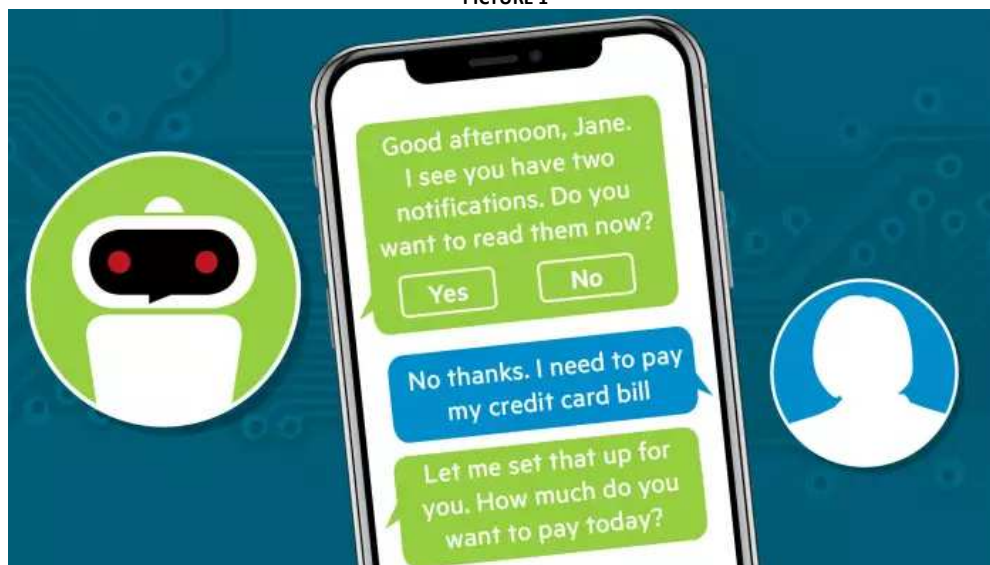 PICTURE 1
Good afternoon, Jane.
I see you have two
notifications. Do you
want to read them now?
Yes No
No thanks. I need to pay
my credit card bill
Let me set that up for
you. How much do you
want to pay today?